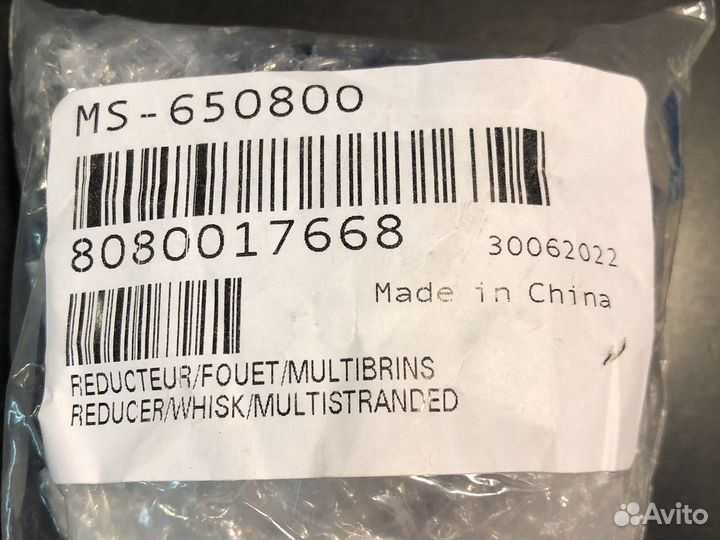 MS-650800
8080017668
30062022
Made in China
REDUCTEUR/FOUET/MULTIBRINS
REDUCER/WHISK/MULTISTRANDED
Avito